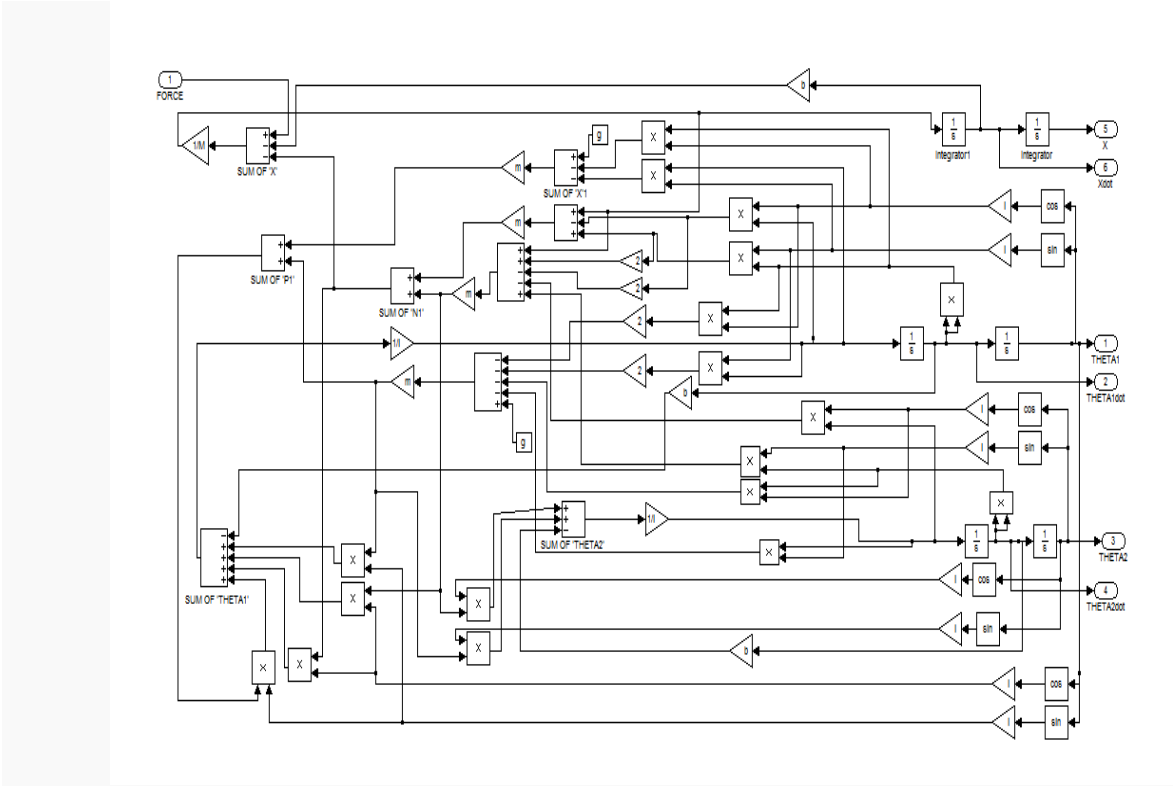 1
FORCE
b
1/M
+
−
−
SUM OF 'X'
1
s
Integrator1
1
s
Integrator
5
X
6
Xdot
g
X
m
+
−
−
SUM OF 'X'1
X
l
cos
m
+
−
+
X
l
sin
X
+
+
SUM OF 'P1'
+
+
−
−
+
2
2
X
m
+
+
SUM OF 'N1'
2
X
1/I
1
s
1
s
1
THETA1
2
THETA1dot
m
−
−
−
−
+
2
X
b
X
l
cos
g
X
l
sin
X
X
+
+
−
SUM OF 'THETA2'
1/I
X
1
s
1
s
3
THETA2
4
THETA2dot
−
+
+
+
+
SUM OF 'THETA1'
X
X
X
l
cos
X
l
sin
b
X
X
l
cos
l
sin